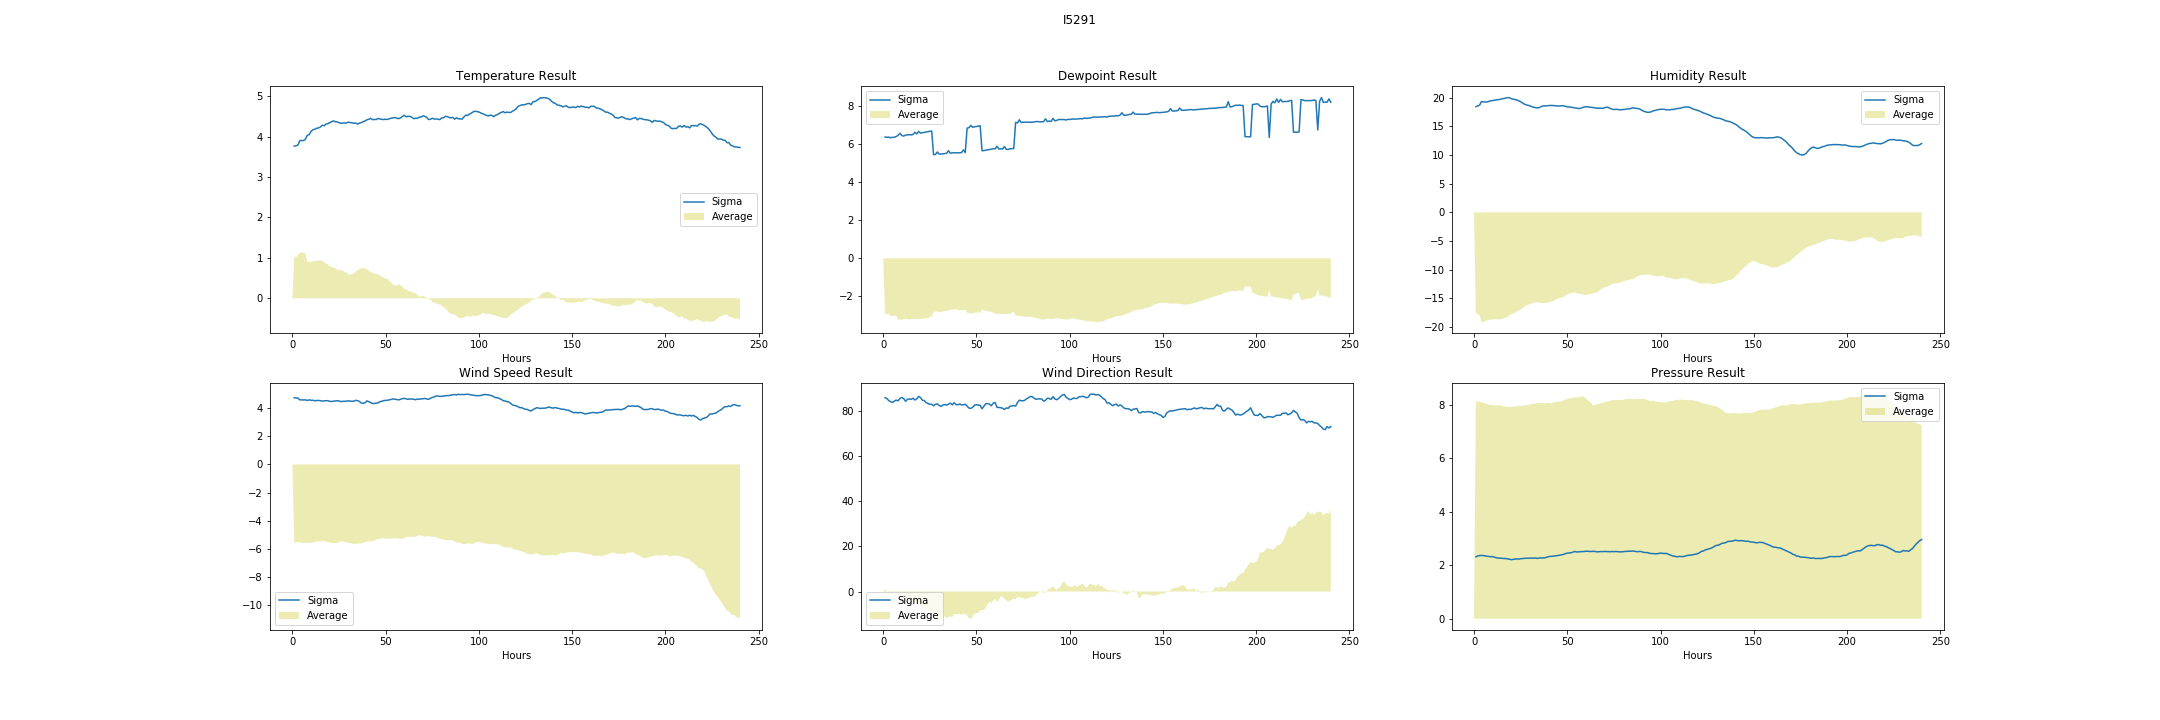 I5291
Temperature Result
5
4
3
2
1
0
Sigma
Average
0 50 100 150 200 250
Hours
Dewpoint Result
8
6
4
2
0
−2
Sigma
Average
0 50 100 150 200 250
Hours
Humidity Result
20
15
10
5
0
−5
−10
−15
−20
Sigma
Average
0 50 100 150 200 250
Hours
Wind Speed Result
4
2
0
−2
−4
−6
−8
−10
Sigma
Average
0 50 100 150 200 250
Hours
Wind Direction Result
80
60
40
20
0
Sigma
Average
0 50 100 150 200 250
Hours
Pressure Result
8
6
4
2
0
Sigma
Average
0 50 100 150 200 250
Hours